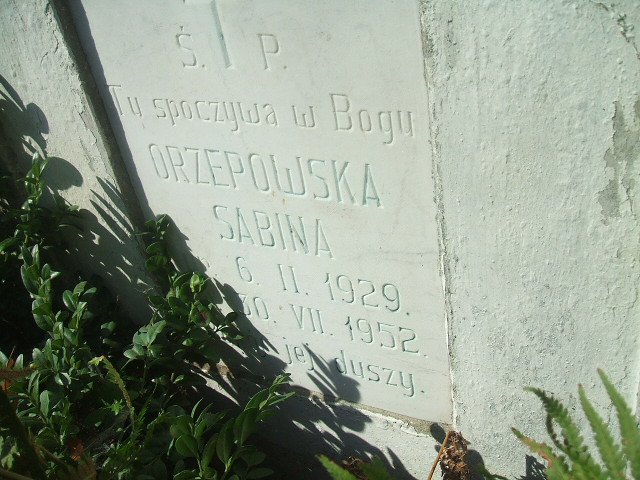 Ś. P.
Tu spoczywa w Bogu
ORZEPOWSKA
SABINA
6. II. 1929.
30. VII. 1952.
jej duszy.